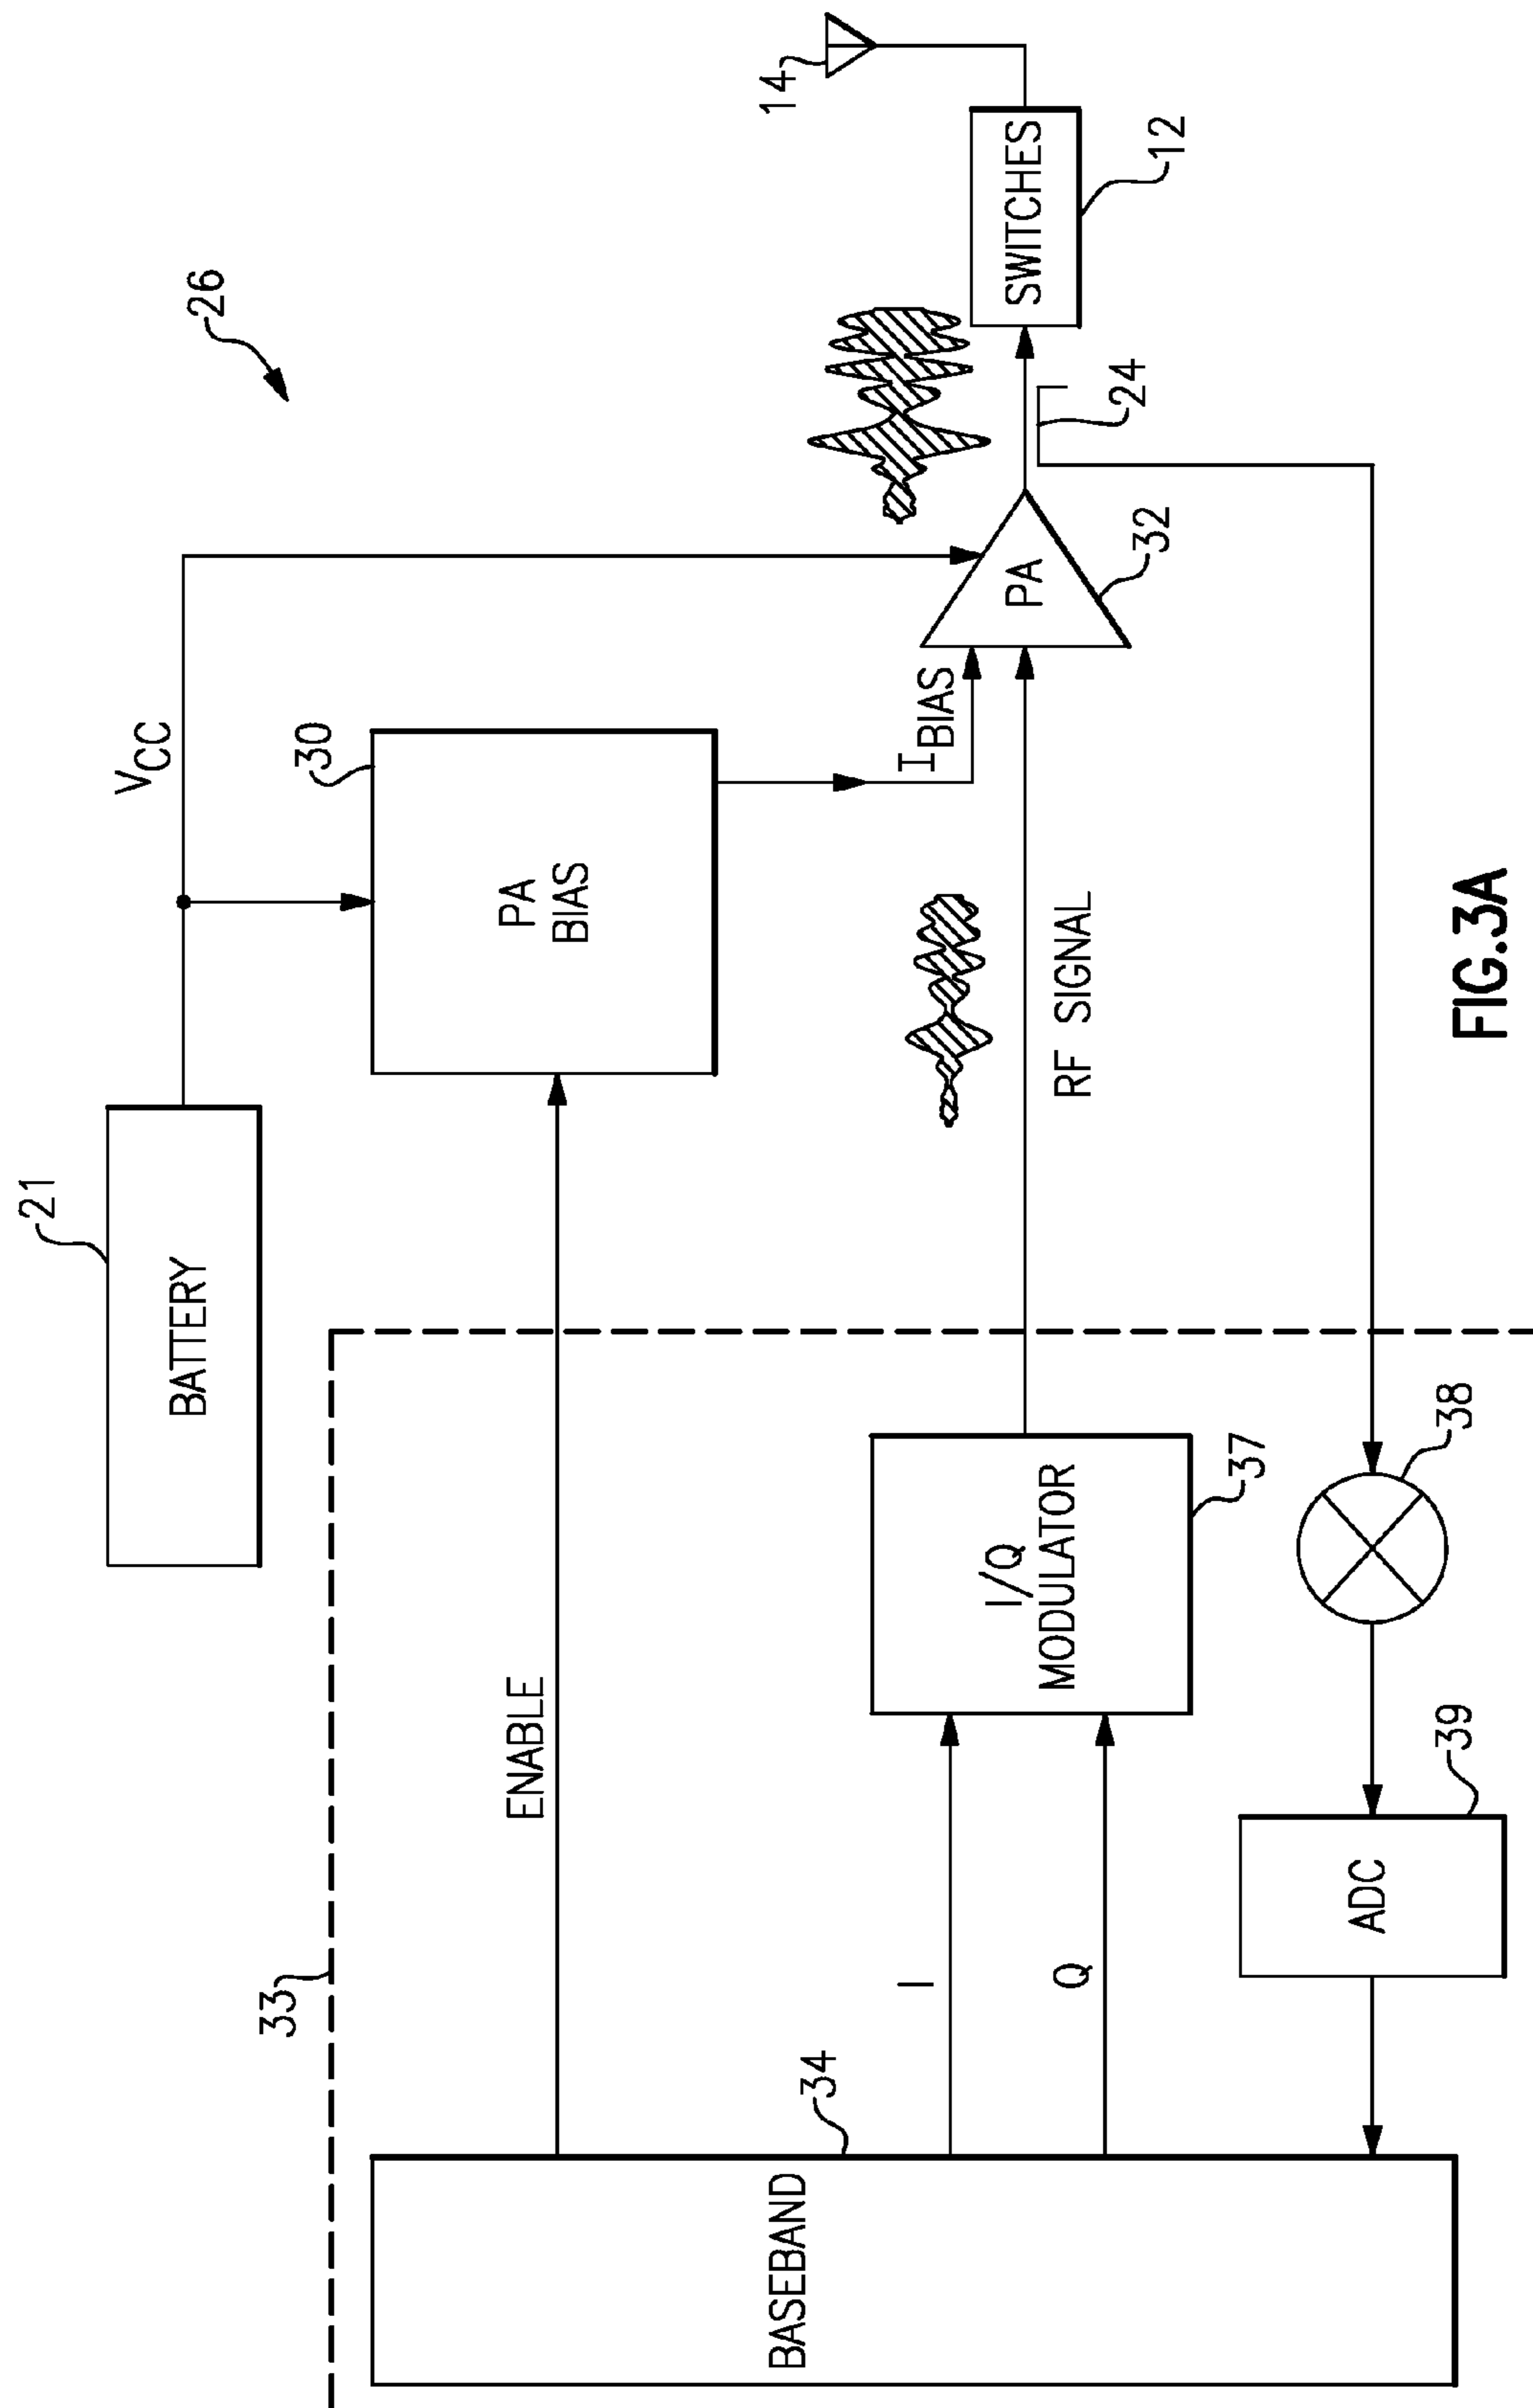 26
21
BATTERY
VCC
30
PA
BIAS
33
ENABLE
14
SWITCHES
12
IBIAS
PA
32
24
RF SIGNAL
34
BASEBAND
I
Q
I/Q
MODULATOR
37
38
ADC
39
FIG.3A